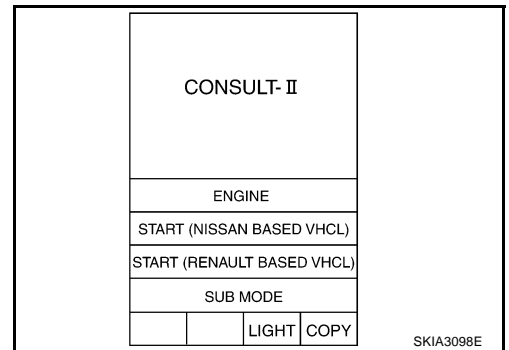 CONSULT-II
ENGINE
START (NISSAN BASED VHCL)
START (RENAULT BASED VHCL)
SUB MODE
LIGHT COPY
SKIA3098E